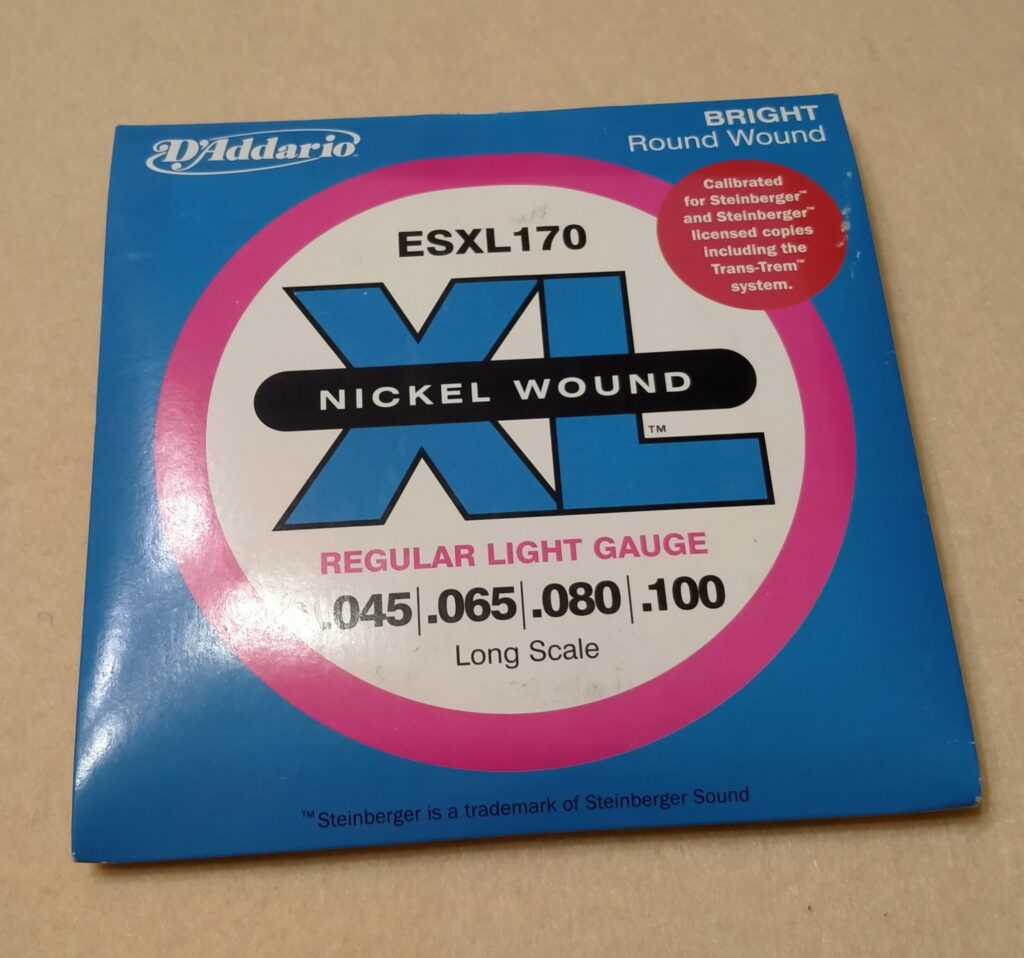 D'Addario
BRIGHT
Round Wound
Calibrated
for Steinberger™
and Steinberger™
licensed copies
including the
Trans-Trem™
system.
ESXL170
XL
NICKEL WOUND
™
REGULAR LIGHT GAUGE
.045|.065|.080|.100
Long Scale
™Steinberger is a trademark of Steinberger Sound